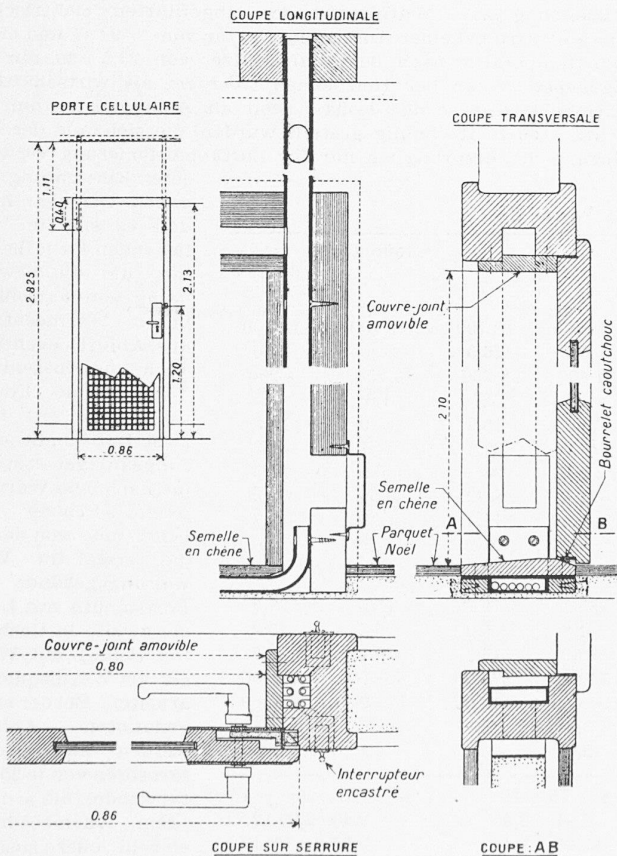 COUPE LONGITUDINALE
PORTE CELLULAIRE
COUPE TRANSVERSALE
1.11
0.40
2.825
2.13
1.20
0.86
Couvre-joint
amovible
2.10
Bourrelet caoutchouc
Semelle
en chêne
A
B
Semelle
en chêne
Parquet
Noël
Couvre-joint amovible
0.80
Interrupteur
encastré
0.86
COUPE SUR SERRURE
COUPE: AB